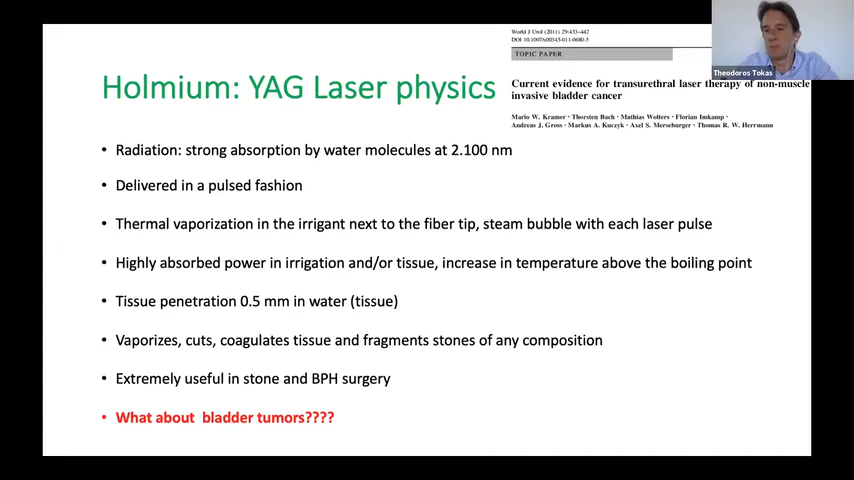 World J Urol (2011) 29:433–442
DOI 10.1007/s00345-011-0680-5
TOPIC PAPER
Theodoros Tokas
Holmium: YAG Laser physics
Current evidence for transurethral laser therapy of non-muscle
invasive bladder cancer
Mario W. Kramer · Thorsten Bach · Mathias Wolters · Florian Imkamp ·
Andreas J. Gross · Markus A. Kuczyk · Axel S. Merseburger · Thomas R. W. Herrmann
• Radiation: strong absorption by water molecules at 2.100 nm
• Delivered in a pulsed fashion
• Thermal vaporization in the irrigant next to the fiber tip, steam bubble with each laser pulse
• Highly absorbed power in irrigation and/or tissue, increase in temperature above the boiling point
• Tissue penetration 0.5 mm in water (tissue)
• Vaporizes, cuts, coagulates tissue and fragments stones of any composition
• Extremely useful in stone and BPH surgery
• What about bladder tumors????